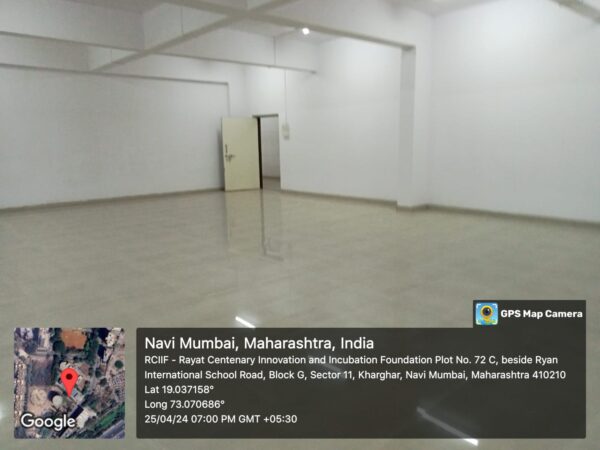 GPS Map Camera
Navi Mumbai, Maharashtra, India
RCIIF - Rayat Centenary Innovation and Incubation Foundation Plot No. 72 C, beside Ryan
International School Road, Block G, Sector 11, Kharghar, Navi Mumbai, Maharashtra 410210
Lat 19.037158°
Long 73.070686°
25/04/24 07:00 PM GMT +05:30
Google